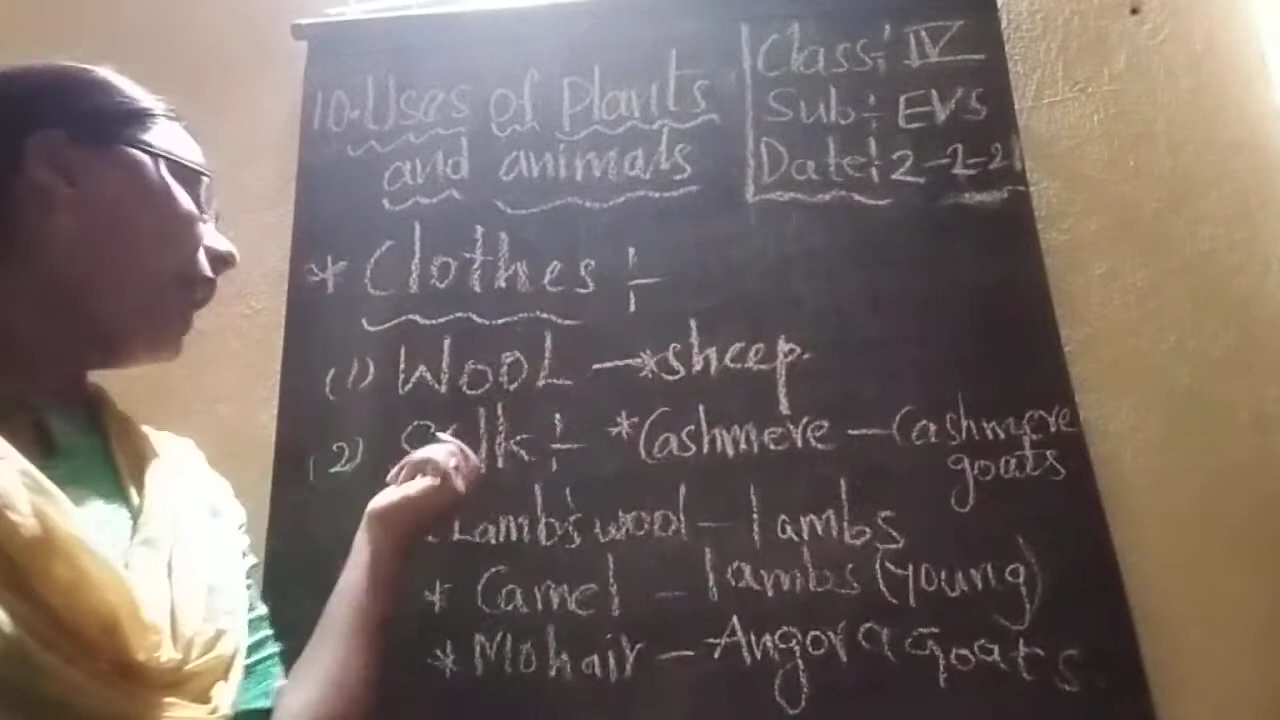 10. Uses of Plants
and animals
Class: IV
Sub:- EVS
Date: 2-2-21
* Clothes :-
(1) WOOL - * sheep.
(2) Silk :- * Cashmere - Cashmere
goats
Lamb's wool - lambs
* Camel - lambs (young)
* Mohair - Angora Goats.